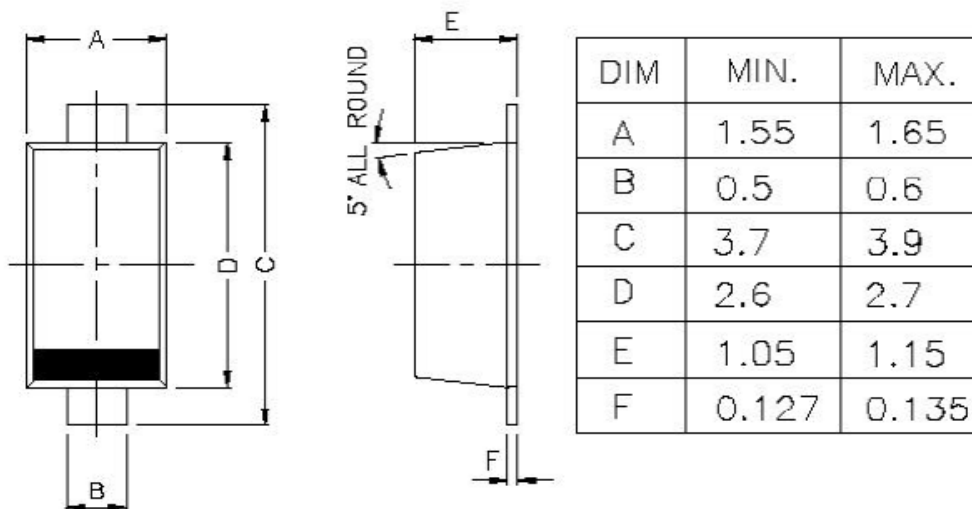 A
E
5° ALL ROUND
D
C
F
B
DIM MIN. MAX.
A 1.55 1.65
B 0.5 0.6
C 3.7 3.9
D 2.6 2.7
E 1.05 1.15
F 0.127 0.135